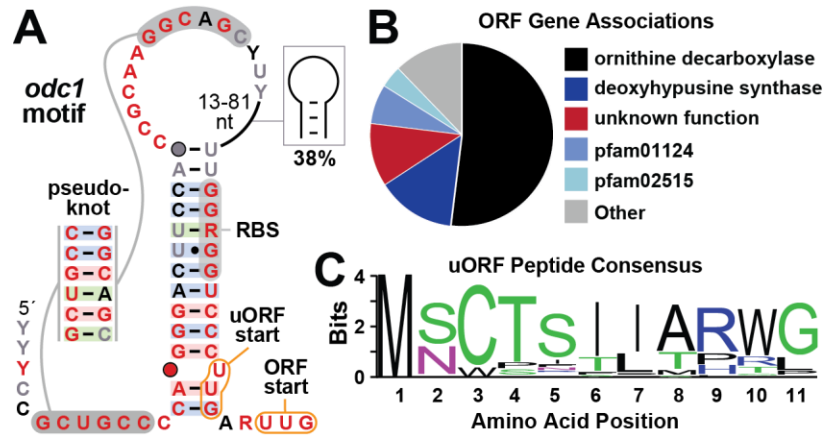 A
odc1
motif
A G G C A G C Y U Y
A C G C C
13-81
nt
38%
U
A-U
C-G
C-G
U-R
U•G
C-G
A-U
G-C
G-C
G-C
U
A-U
C-G
RBS
pseudo-
knot
C-G
C-G
G-C
U-A
C-G
G-C
5´
Y
Y
Y
C
C
GCUGCCC C
A R UUG
uORF
start
ORF
start
B
ORF Gene Associations
ornithine decarboxylase
deoxyhypusine synthase
unknown function
pfam01124
pfam02515
Other
C
uORF Peptide Consensus
Bits
4
2
0
M S C T S I I A R W G
N
1 2 3 4 5 6 7 8 9 10 11
Amino Acid Position